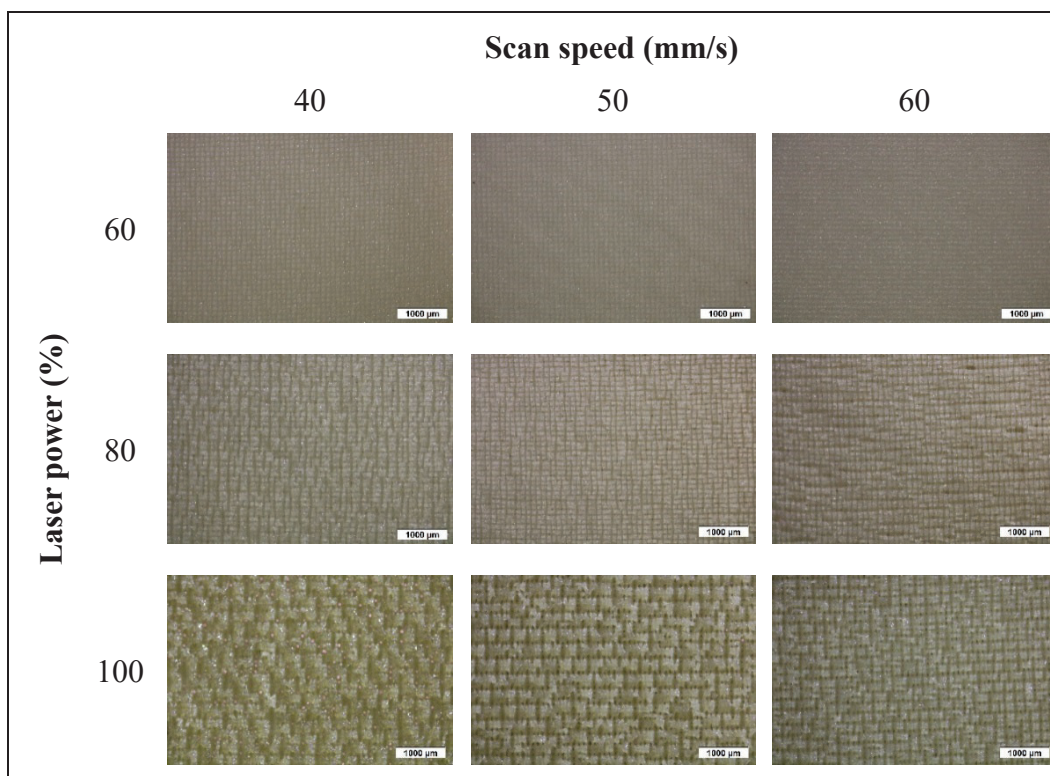 Scan speed (mm/s)
40 50 60
Laser power (%)
60
1000 µm 1000 µm 1000 µm
80
1000 µm 1000 µm 1000 µm
100
1000 µm 1000 µm 1000 µm